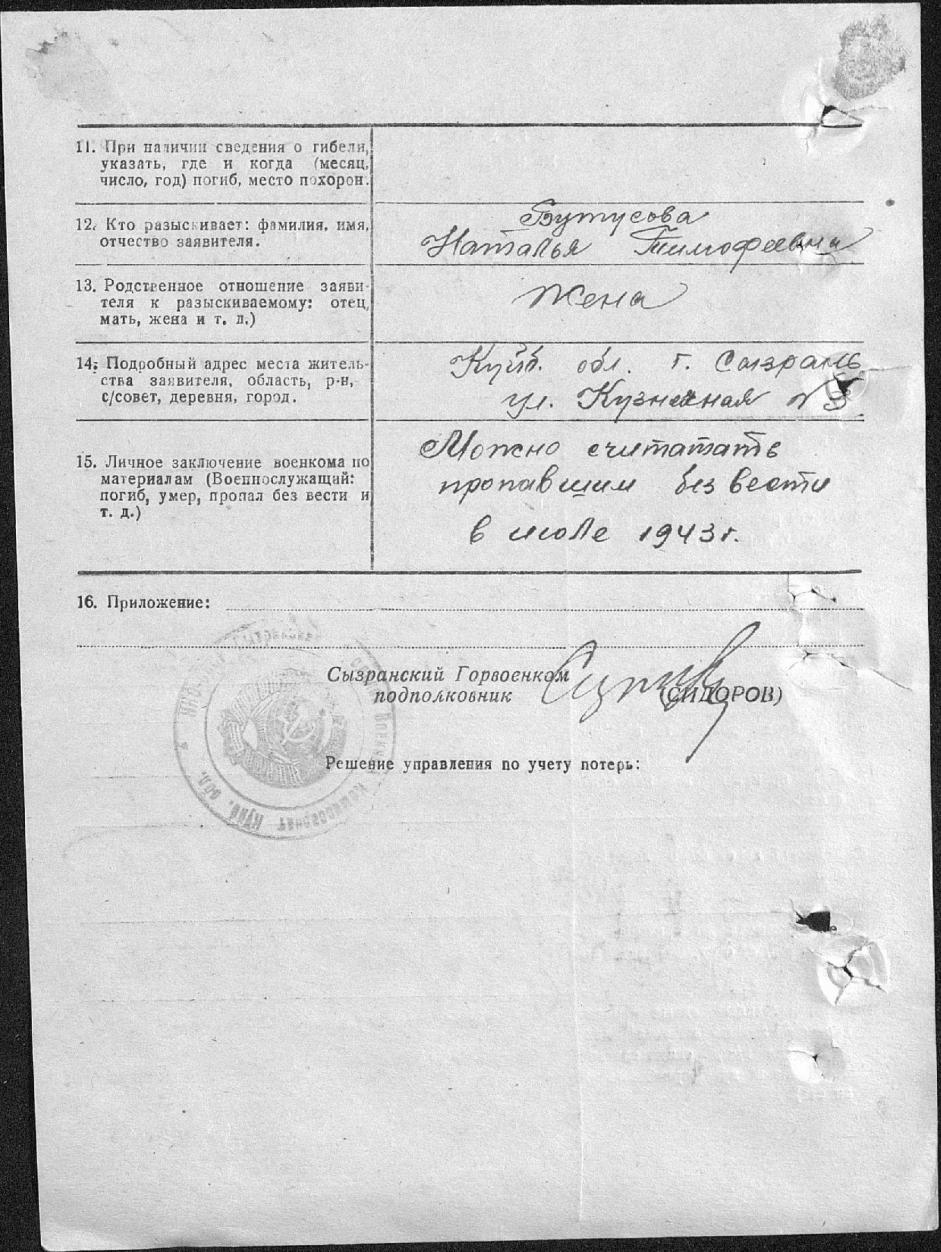 11. При наличии сведения о гибели,
указать, где и когда (месяц,
число, год) погиб, место похорон.
12. Кто разыскивает: фамилия, имя,
отчество заявителя.
Бутусова
Наталья Тимофеевна
13. Родственное отношение заяви-
теля к разыскиваемому: отец,
мать, жена и т. д.)
Жена
14. Подробный адрес места житель-
ства заявителя, область, р-н,
с/совет, деревня, город.
Куйб. обл. г. Сызрань
ул. Кузнечная №
15. Личное заключение военкома по
материалам (Военнослужащий:
погиб, умер, пропал без вести и
т. д.)
Можно считатать
пропавшим без вести
в июле 1943 г.
16. Приложение:
Сызранский Горвоенком
подполковник
(СИДОРОВ)
Решение управления по учету потерь: